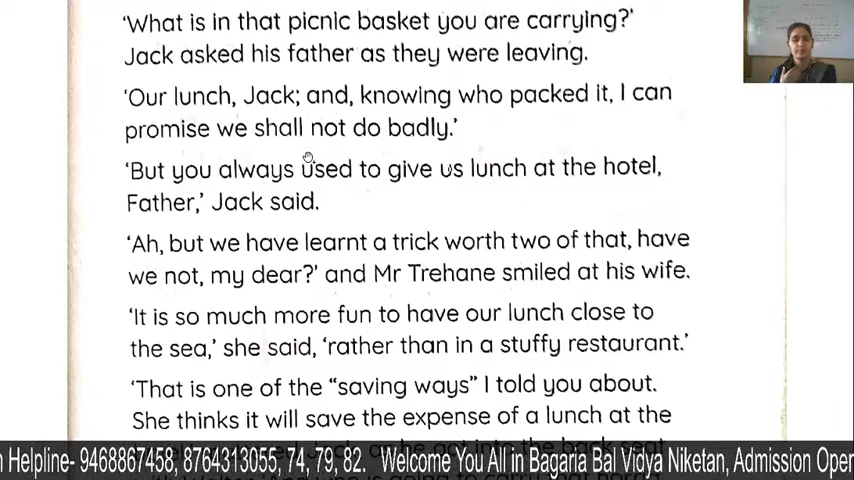 'What is in that picnic basket you are carrying?'
Jack asked his father as they were leaving.
'Our lunch, Jack; and, knowing who packed it, I can
promise we shall not do badly.'
'But you always used to give us lunch at the hotel,
Father,' Jack said.
'Ah, but we have learnt a trick worth two of that, have
we not, my dear?' and Mr Trehane smiled at his wife.
'It is so much more fun to have our lunch close to
the sea,' she said, 'rather than in a stuffy restaurant.'
'That is one of the "saving ways" I told you about.
She thinks it will save the expense of a lunch at the
Helpline- 9468867458, 8764313055, 74, 79, 82. Welcome You All in Bagaria Bal Vidya Niketan, Admission Oper